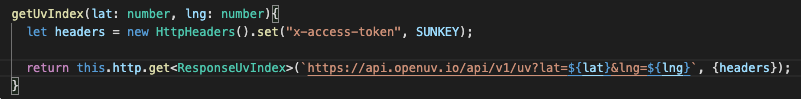 getUvIndex(lat: number, lng: number){
let headers = new HttpHeaders().set("x-access-token", SUNKEY);
return this.http.get<ResponseUvIndex>(`https://api.openuv.io/api/v1/uv?lat=${lat}&lng=${lng}`, {headers});
}